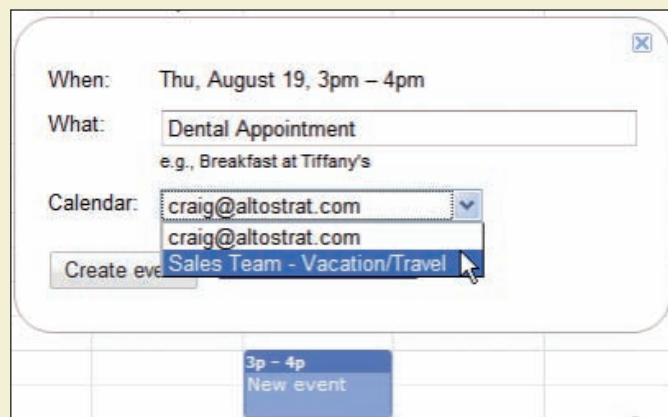 When: Thu, August 19, 3pm – 4pm
What: Dental Appointment
e.g., Breakfast at Tiffany's
Calendar: craig@altostrat.com
craig@altostrat.com
Sales Team - Vacation/Travel
Create
3p – 4p
New event